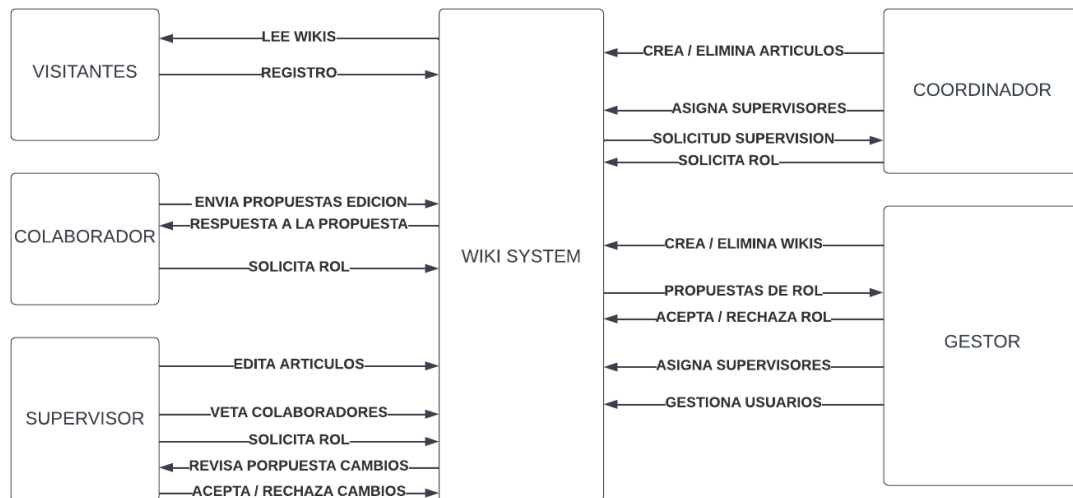 VISITANTES
LEE WIKIS
REGISTRO
COLABORADOR
ENVIA PROPUESTAS EDICION
RESPUESTA A LA PROPUESTA
SOLICITA ROL
SUPERVISOR
EDITA ARTICULOS
VETA COLABORADORES
SOLICITA ROL
REVISA PORPUESTA CAMBIOS
ACEPTA / RECHAZA CAMBIOS
WIKI SYSTEM
CREA / ELIMINA ARTICULOS
ASIGNA SUPERVISORES
SOLICITUD SUPERVISION
SOLICITA ROL
COORDINADOR
CREA / ELIMINA WIKIS
PROPUESTAS DE ROL
ACEPTA / RECHAZA ROL
ASIGNA SUPERVISORES
GESTIONA USUARIOS
GESTOR